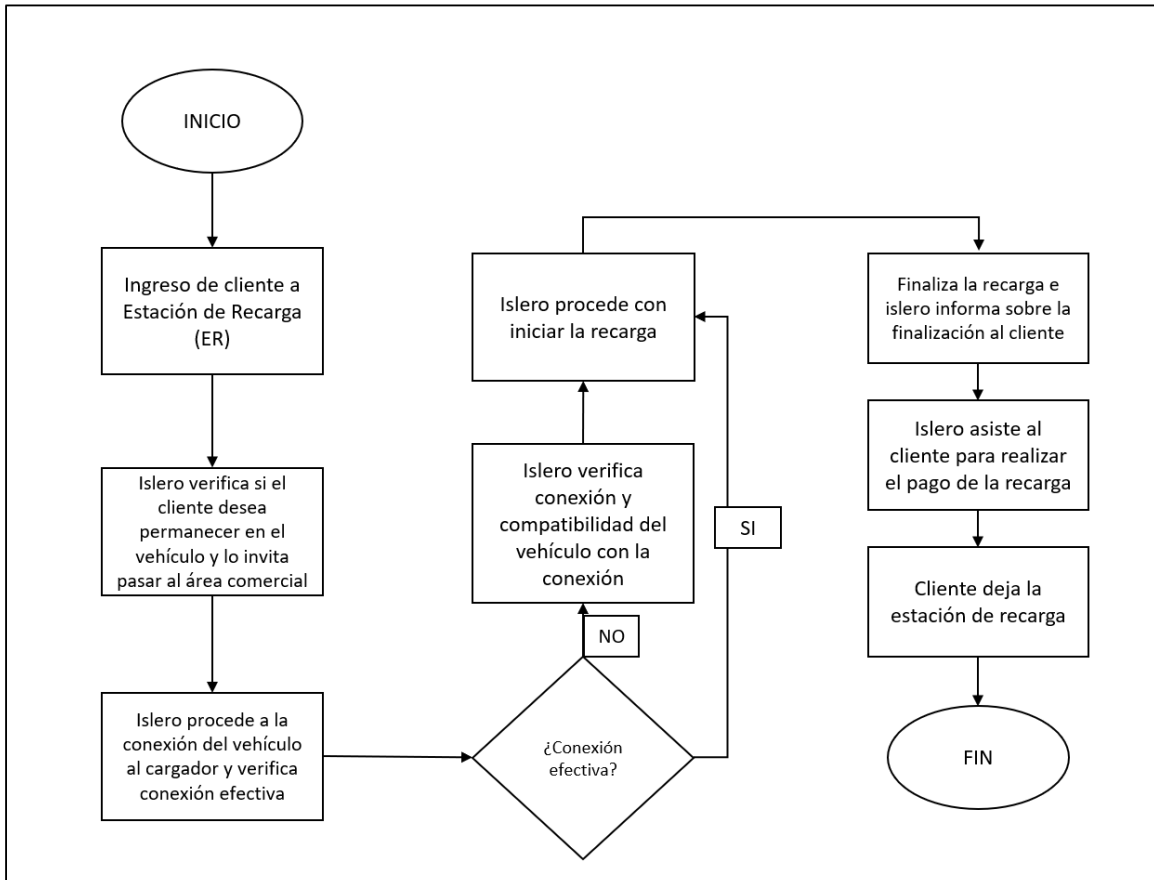 INICIO
Ingreso de cliente a
Estación de Recarga
(ER)
Islero verifica si el
cliente desea
permanecer en el
vehículo y lo invita
pasar al área comercial
Islero procede a la
conexión del vehículo
al cargador y verifica
conexión efectiva
¿Conexión
efectiva?
NO
SI
Islero verifica
conexión y
compatibilidad del
vehículo con la
conexión
Islero procede con
iniciar la recarga
Finaliza la recarga e
islero informa sobre la
finalización al cliente
Islero asiste al
cliente para realizar
el pago de la recarga
Cliente deja la
estación de recarga
FIN